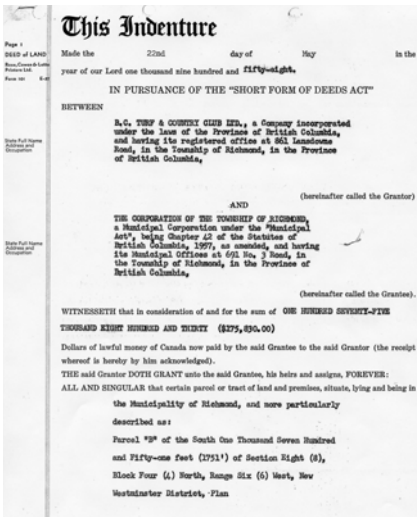 This Indenture
Page 1
DEED of LAND
Printers Ltd.
Form 101
Made the 22nd day of May in the
year of our Lord one thousand nine hundred and fifty-eight.
IN PURSUANCE OF THE "SHORT FORM OF DEEDS ACT"
BETWEEN
State Full Name
Address and
Occupation
B.C. TURF & COUNTRY CLUB LTD., a Company incorporated
under the laws of the Province of British Columbia,
and having its registered office at 861 Lansdowne
Road, in the Township of Richmond, in the Province
of British Columbia,
(hereinafter called the Grantor)
AND
THE CORPORATION OF THE TOWNSHIP OF RICHMOND,
a Municipal Corporation under the "Municipal
Act", being Chapter 42 of the Statutes of
British Columbia, 1957, as amended, and having
its Municipal Offices at 691 No. 3 Road, in
the Township of Richmond, in the Province of
British Columbia,
State Full Name
Address and
Occupation
(hereinafter called the Grantee).
WITNESSETH that in consideration of and for the sum of ONE HUNDRED SEVENTY-FIVE
THOUSAND EIGHT HUNDRED AND THIRTY ($175,830.00)
Dollars of lawful money of Canada now paid by the said Grantee to the said Grantor (the receipt
whereof is hereby by him acknowledged).
THE said Grantor DOTH GRANT unto the said Grantee, his heirs and assigns, FOREVER:
ALL AND SINGULAR that certain parcel or tract of land and premises, situate, lying and being in
the Municipality of Richmond, and more particularly
described as:
Parcel "B" of the South One Thousand Seven Hundred
and Fifty-one feet (1751') of Section Eight (8),
Block Four (4) North, Range Six (6) West, New
Westminster District, Plan